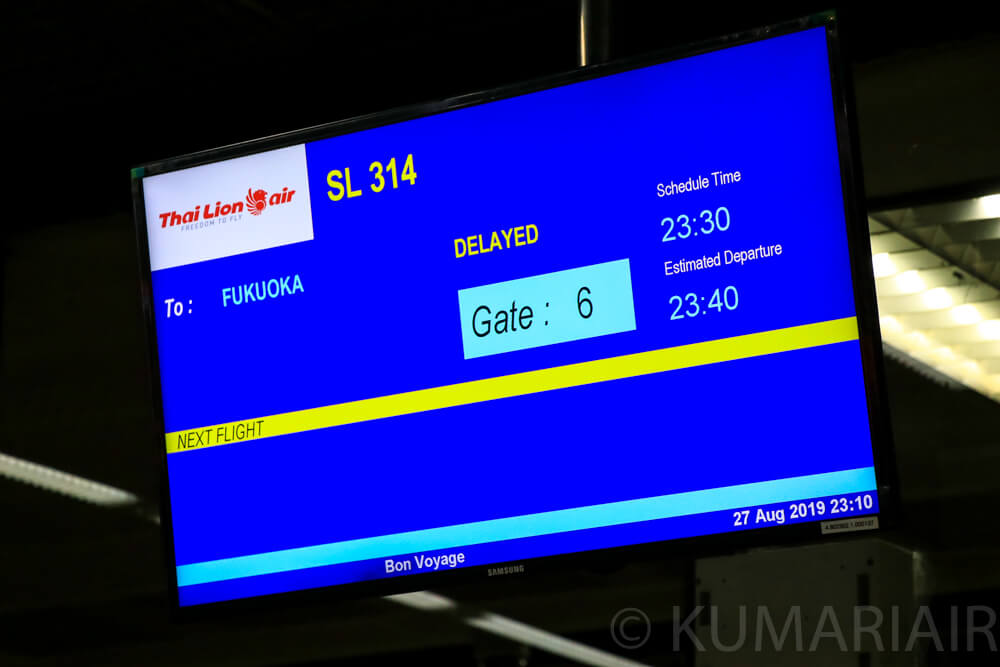 Thai Lion air
FREEDOM TO FLY
SL 314
To :
FUKUOKA
DELAYED
Gate : 6
Schedule Time
23:30
Estimated Departure
23:40
NEXT FLIGHT
Bon Voyage
27 Aug 2019 23:10
SAMSUNG
© KUMARIAIR